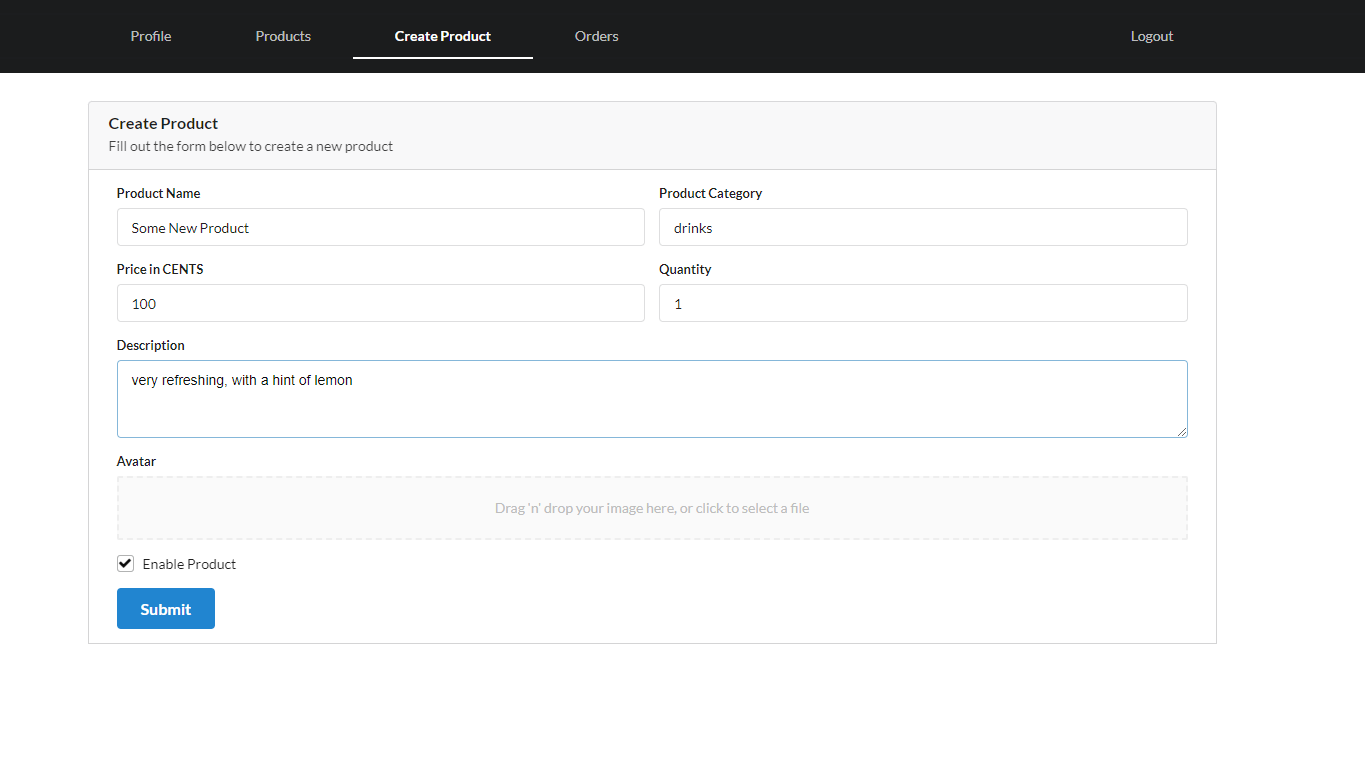 Profile Products Create Product Orders Logout
Create Product
Fill out the form below to create a new product
Product Name Product Category
Some New Product drinks
Price in CENTS Quantity
100 1
Description
very refreshing, with a hint of lemon
Avatar
Drag 'n' drop your image here, or click to select a file
Enable Product
Submit